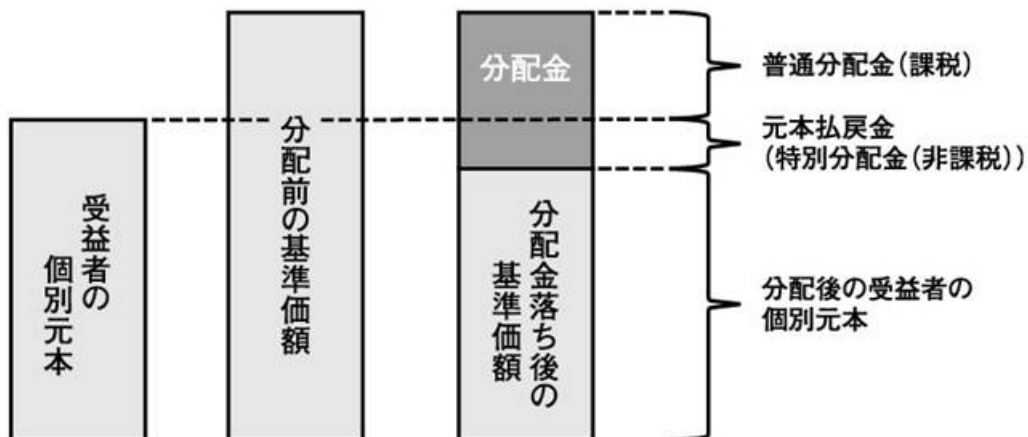 受益者の
個別元本
分配前の基準価額
分配金
分配金落ち後の
基準価額
普通分配金（課税）
元本払戻金
（特別分配金（非課税））
分配後の受益者の
個別元本